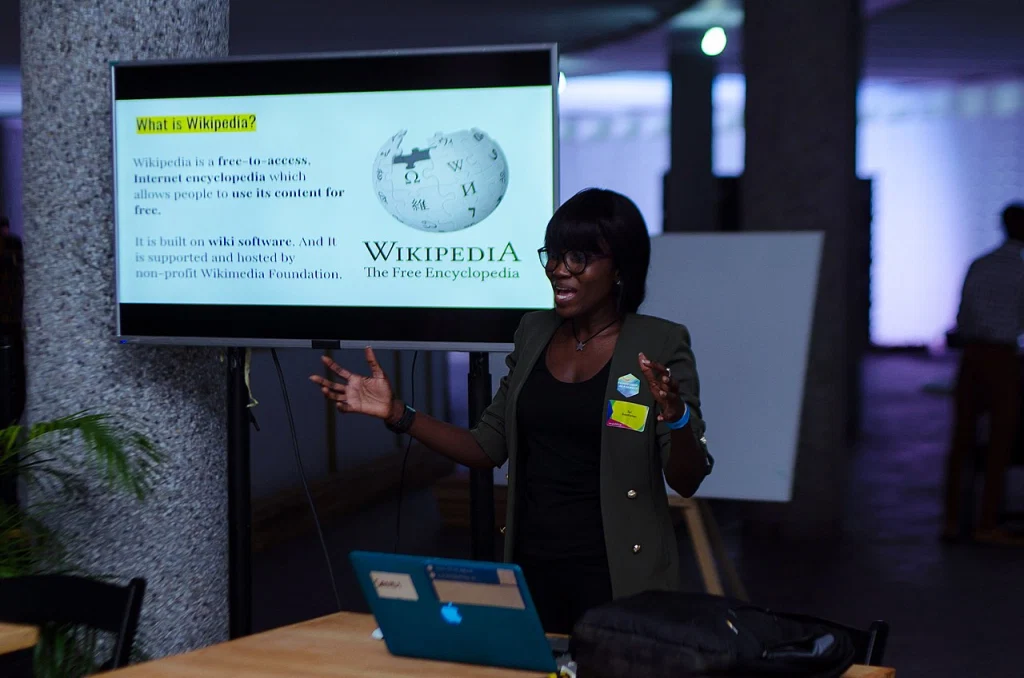 What is Wikipedia?
Wikipedia is a free-to-access,
Internet encyclopedia which
allows people to use its content for
free.
It is built on wiki software. And It
is supported and hosted by
non-profit Wikimedia Foundation.
Ω
W
И
維
7
WIKIPEDIA
The Free Encyclopedia